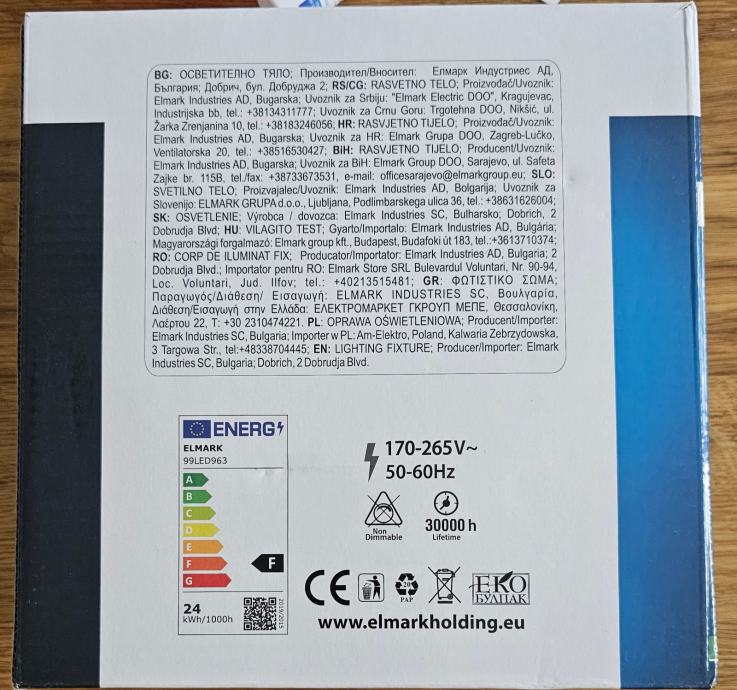 BG: ОСВЕТИТЕЛНО ТЯЛО; Производител/Вносител: Елмарк Индустриес АД,
България; Добрич, бул. Добруджа 2; RS/CG: RASVETNO TELO; Proizvođač/Uvoznik:
Elmark Industries AD, Bugarska; Uvoznik za Srbiju: "Elmark Electric DOO", Kragujevac,
Industrijska bb, tel.: +38134311777; Uvoznik za Crnu Goru: Trgotehna DOO, Nikšić, ul.
Žarka Zrenjanina 10, tel.: +38183246056; HR: RASVJETNO TIJELO; Proizvođač/Uvoznik:
Elmark Industries AD, Bugarska; Uvoznik za HR: Elmark Grupa DOO, Zagreb-Lučko,
Ventilatorska 20, tel.: +38516530427; BiH: RASVJETNO TIJELO; Producent/Uvoznik:
Elmark Industries AD, Bugarska; Uvoznik za BiH: Elmark Group DOO, Sarajevo, ul. Safeta
Zajke br. 115B, tel./fax: +38733673531, e-mail: officesarajevo@elmarkgroup.eu; SLO:
SVETILNO TELO; Proizvajalec/Uvoznik: Elmark Industries AD, Bolgarija; Uvoznik za
Slovenijo: ELMARK GRUPA d.o.o., Ljubljana, Podlimbarskega ulica 36, tel.: +38631626004;
SK: OSVETLENIE; Výrobca / dovozca: Elmark Industries SC, Bulharsko; Dobrich, 2
Dobrudja Blvd; HU: VILAGITO TEST; Gyarto/Importalo: Elmark Industries AD, Bulgária;
Magyarországi forgalmazó: Elmark group kft., Budapest, Budafoki út 183, tel.:+3613710374;
RO: CORP DE ILUMINAT FIX; Producator/Importator: Elmark Industries AD, Bulgaria; 2
Dobrudja Blvd.; Importator pentru RO: Elmark Store SRL Bulevardul Voluntari, Nr. 90-94,
Loc. Voluntari, Jud. Ilfov; tel.: +40213515481; GR: ΦΩΤΙΣΤΙΚΟ ΣΩΜΑ;
Παραγωγός/Διάθεση/ Εισαγωγή: ELMARK INDUSTRIES SC, Βουλγαρία,
Διάθεση/Εισαγωγή στην Ελλάδα: ΕΛΕΚΤΡΟΜΑΡΚΕΤ ΓΚΡΟΥΠ ΜΕΠΕ, Θεσσαλονίκη,
Λαέρτου 22, Τ: +30 2310474221. PL: OPRAWA OŚWIETLENIOWA; Producent/Importer:
Elmark Industries SC, Bulgaria; Importer w PL: Am-Elektro, Poland, Kalwaria Zebrzydowska,
3 Targowa Str., tel:+48338704445; EN: LIGHTING FIXTURE; Producer/Importer: Elmark
Industries SC, Bulgaria; Dobrich, 2 Dobrudja Blvd.
ENERG
ELMARK
99LED963
A
B
C
D
E
F
G
F
24
kWh/1000h
2019/2015
170-265V~
50-60Hz
Non
Dimmable
30000 h
Lifetime
CE
20
PAP
ЕКО
БУЛПАК
www.elmarkholding.eu